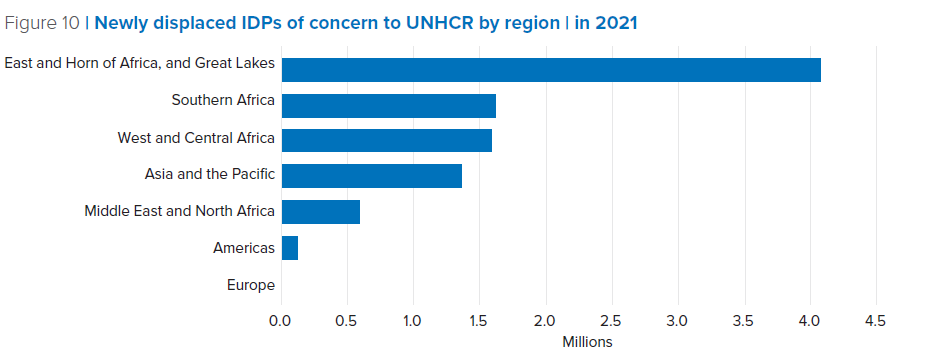 Figure 10 | Newly displaced IDPs of concern to UNHCR by region | in 2021
East and Horn of Africa, and Great Lakes
Southern Africa
West and Central Africa
Asia and the Pacific
Middle East and North Africa
Americas
Europe
0.0 0.5 1.0 1.5 2.0 2.5 3.0 3.5 4.0 4.5
Millions